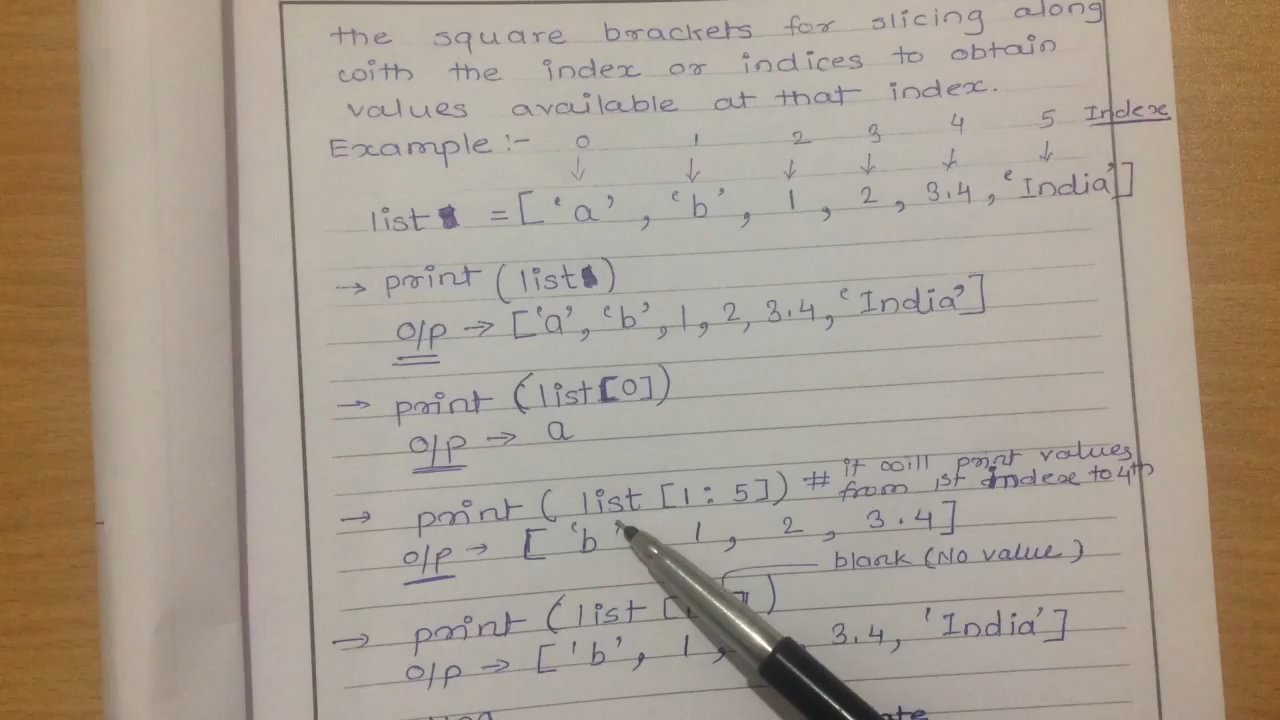 the square brackets for slicing along
with the index or indices to obtain
values available at that index.
Example :- 0 1 2 3 4 5 Index
list = ['a', 'b', 1, 2, 3.4, 'India']
→ print (list)
O/P → ['a', 'b', 1, 2, 3.4, 'India']
→ print (list[0])
O/P → a
→ print ( list [1 : 5]) # it will print values
from 1st index to 4th
O/P → [ 'b' 1, 2, 3.4]
blank (No value)
→ print (list [
O/P → ['b', 1, 3.4, 'India']